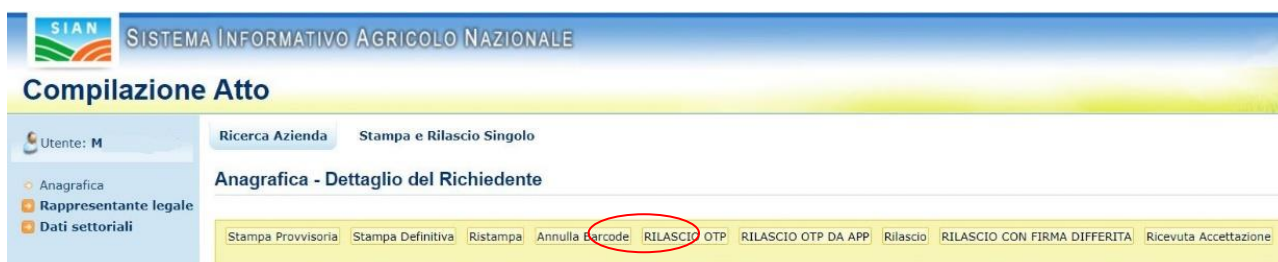 SIAN
SISTEMA INFORMATIVO AGRICOLO NAZIONALE
Compilazione Atto
Utente: M
Ricerca Azienda Stampa e Rilascio Singolo
Anagrafica
Rappresentante legale
Dati settoriali
Anagrafica - Dettaglio del Richiedente
Stampa Provvisoria Stampa Definitiva Ristampa Annulla Barcode RILASCIO OTP RILASCIO OTP DA APP Rilascio RILASCIO CON FIRMA DIFFERITA Ricevuta Accettazione